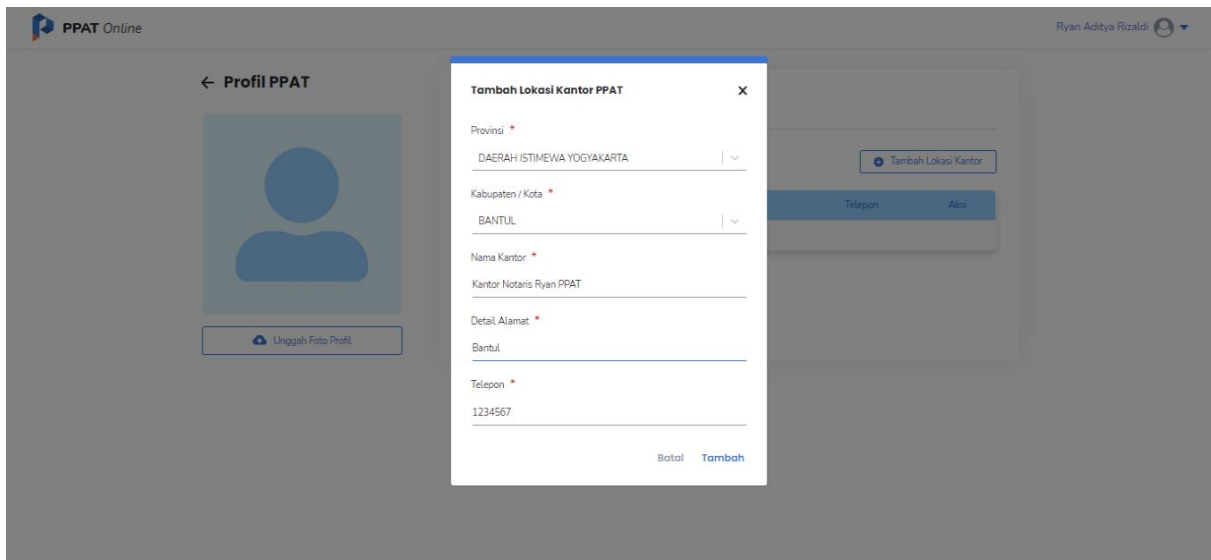 PPAT Online
Ryan Aditya Rizaldi
Profil PPAT
Unggah Foto Profil
Tambah Lokasi Kantor
Telepon Aksi
Tambah Lokasi Kantor PPAT
Provinsi *
DAERAH ISTIMEWA YOGYAKARTA
Kabupaten / Kota *
BANTUL
Nama Kantor *
Kantor Notaris Ryan PPAT
Detail Alamat *
Bantul
Telepon *
1234567
Batal Tambah